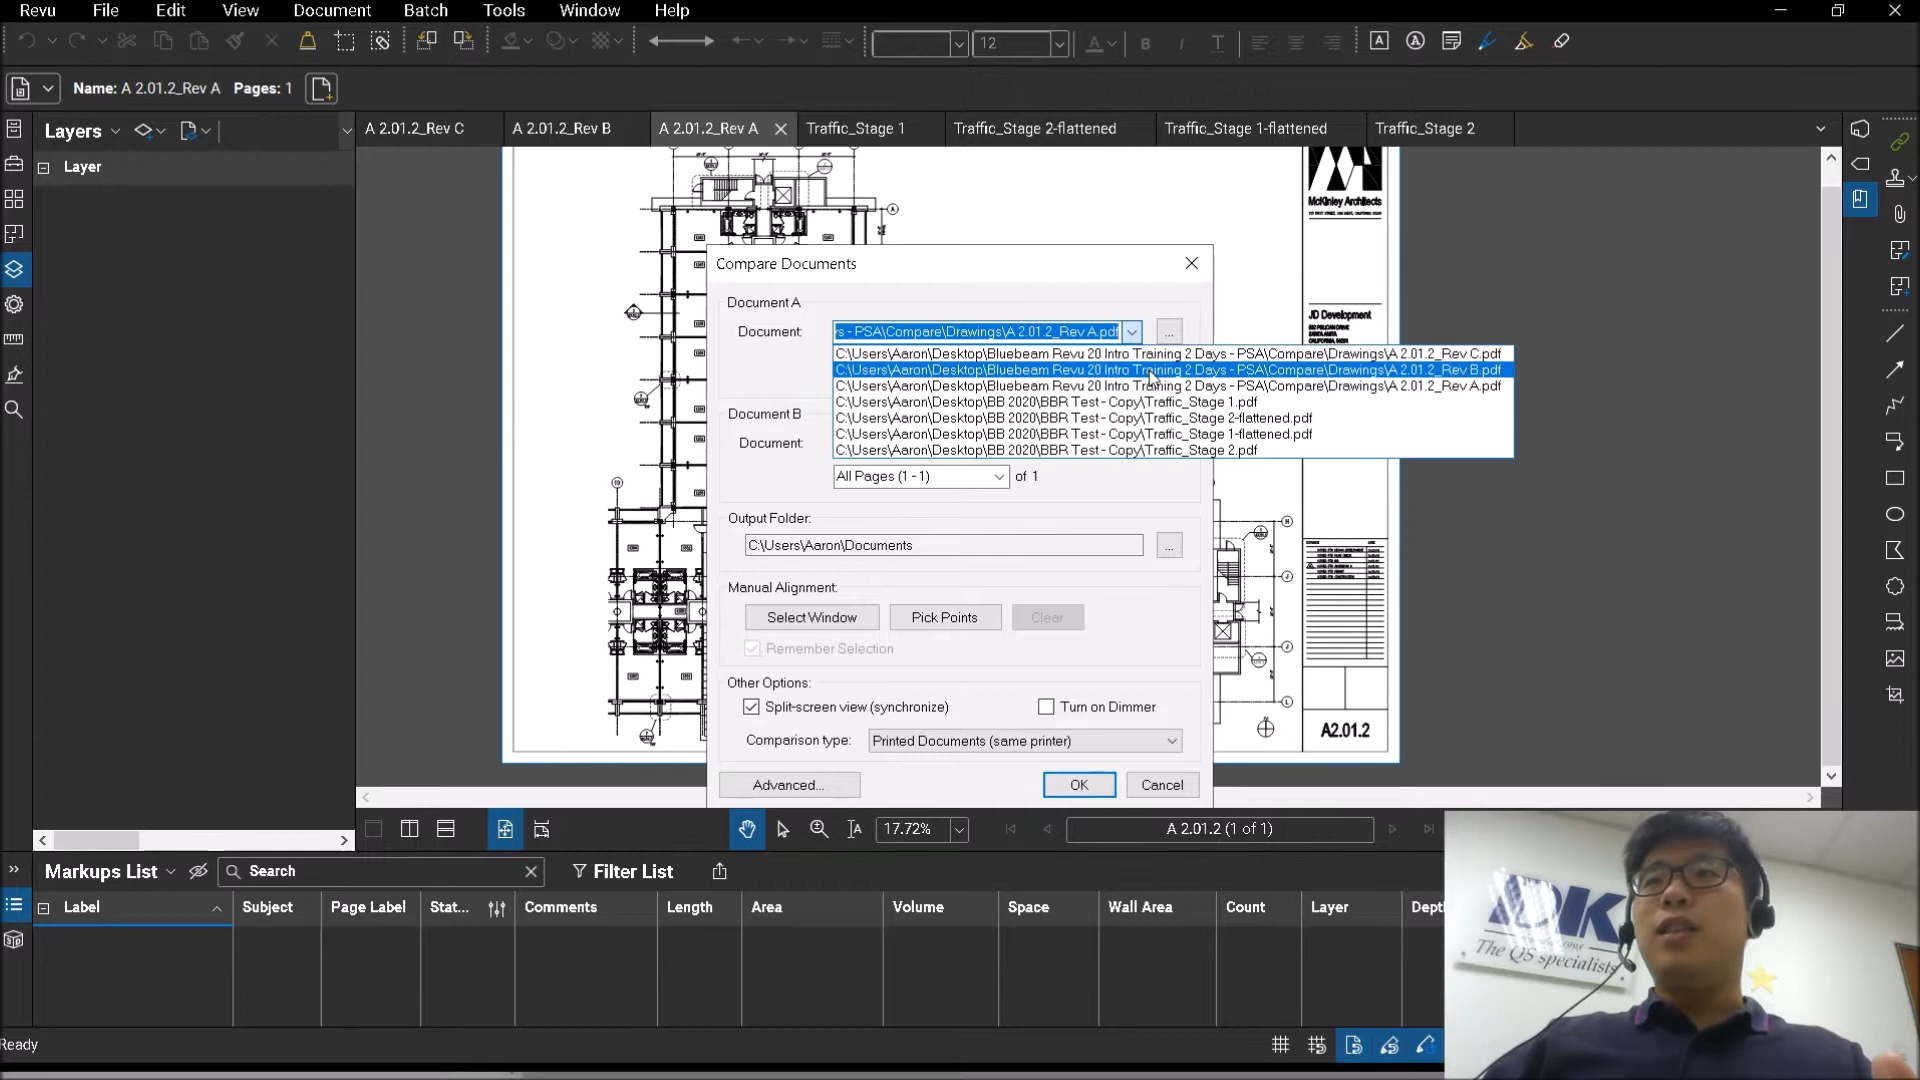 Revu File Edit View Document Batch Tools Window Help
12
Name: A 2.01.2_Rev A Pages: 1
Layers
Layer
A 2.01.2_Rev C A 2.01.2_Rev B A 2.01.2_Rev A Traffic_Stage 1 Traffic_Stage 2-flattened Traffic_Stage 1-flattened Traffic_Stage 2
McKinley Architects
JD Development
A2.01.2
Compare Documents
Document A
Document: s - PSA\Compare\Drawings\A 2.01.2_Rev A.pdf ...
C:\Users\Aaron\Desktop\Bluebeam Revu 20 Intro Training 2 Days - PSA\Compare\Drawings\A 2.01.2_Rev C.pdf
C:\Users\Aaron\Desktop\Bluebeam Revu 20 Intro Training 2 Days - PSA\Compare\Drawings\A 2.01.2_Rev B.pdf
C:\Users\Aaron\Desktop\Bluebeam Revu 20 Intro Training 2 Days - PSA\Compare\Drawings\A 2.01.2_Rev A.pdf
C:\Users\Aaron\Desktop\BB 2020\BBR Test - Copy\Traffic_Stage 1.pdf
C:\Users\Aaron\Desktop\BB 2020\BBR Test - Copy\Traffic_Stage 2-flattened.pdf
C:\Users\Aaron\Desktop\BB 2020\BBR Test - Copy\Traffic_Stage 1-flattened.pdf
C:\Users\Aaron\Desktop\BB 2020\BBR Test - Copy\Traffic_Stage 2.pdf
Document B
Document:
All Pages (1 - 1) of 1
Output Folder:
C:\Users\Aaron\Documents ...
Manual Alignment:
Select Window Pick Points Clear
Remember Selection
Other Options:
Split-screen view (synchronize) Turn on Dimmer
Comparison type: Printed Documents (same printer)
Advanced... OK Cancel
17.72% A 2.01.2 (1 of 1)
Markups List Search Filter List
Label Subject Page Label Stat... Comments Length Area Volume Space Wall Area Count Layer Depth
Ready
The QS specialists